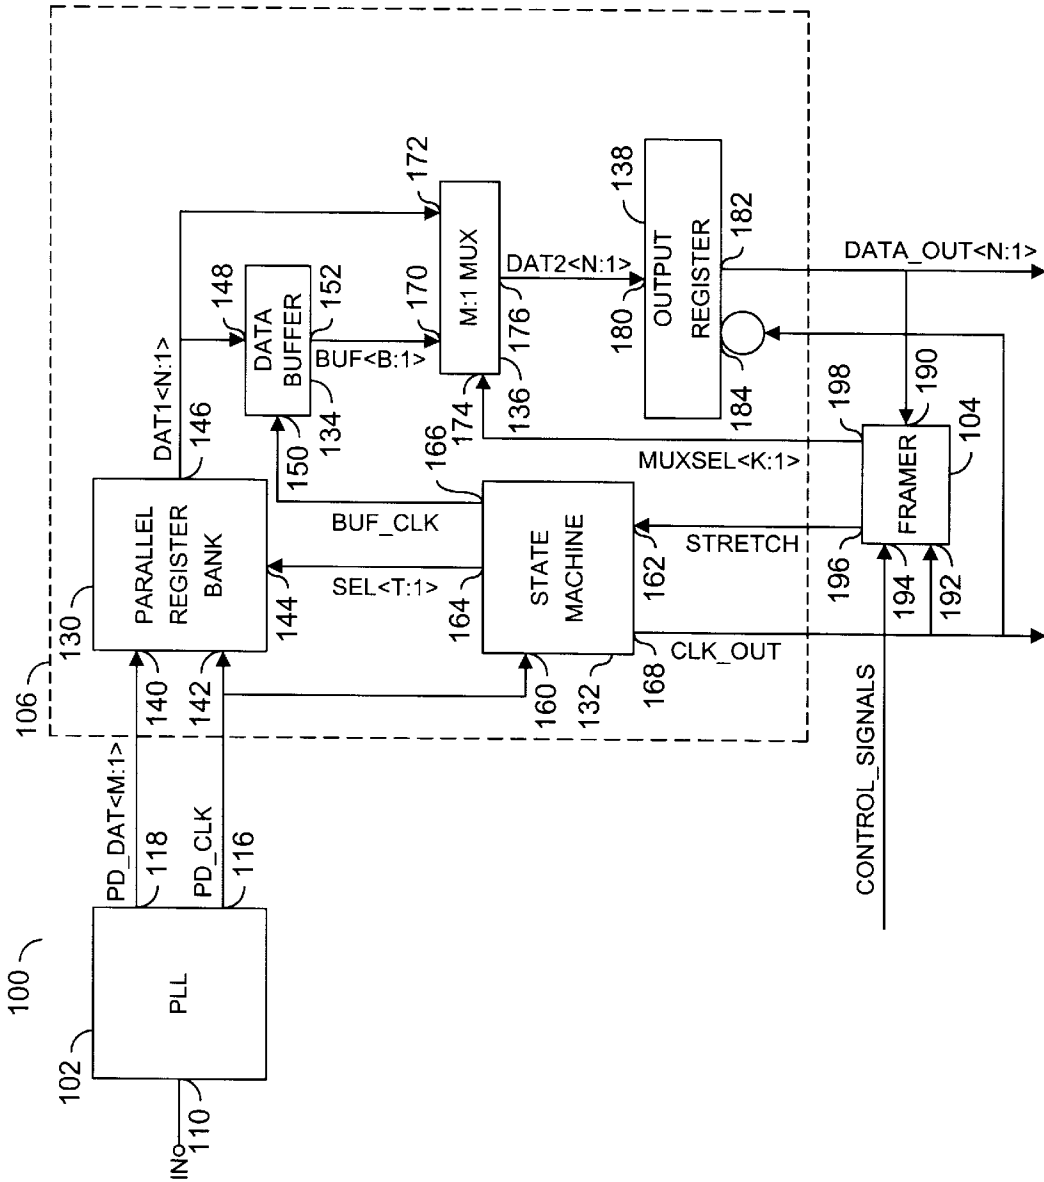 100
IN
110
102
PLL
118
116
PD_DAT<M:1>
PD_CLK
106
130
140
142
PARALLEL
REGISTER
BANK
144
146
DAT1<N:1>
148
DATA
BUFFER
150
134
152
BUF<B:1>
BUF_CLK
SEL<T:1>
164
166
STATE
MACHINE
160
132
168
162
170
172
M:1 MUX
174
136
176
DAT2<N:1>
180
138
OUTPUT
REGISTER
184
182
DATA_OUT<N:1>
MUXSEL<K:1>
STRETCH
CLK_OUT
196
198
194
192
190
FRAMER
104
CONTROL_SIGNALS